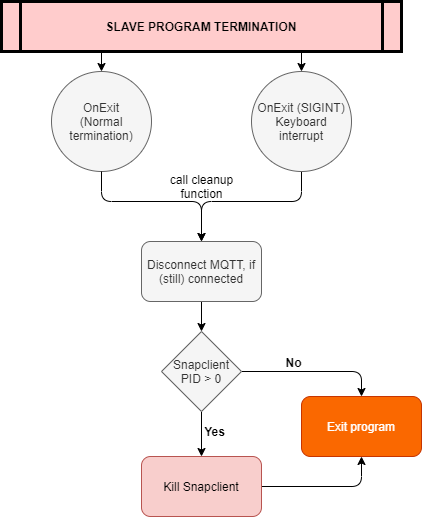 SLAVE PROGRAM TERMINATION
OnExit
(Normal
termination)
OnExit (SIGINT)
Keyboard
interrupt
call cleanup
function
Disconnect MQTT, if
(still) connected
Snapclient
PID > 0
No
Yes
Exit program
Kill Snapclient